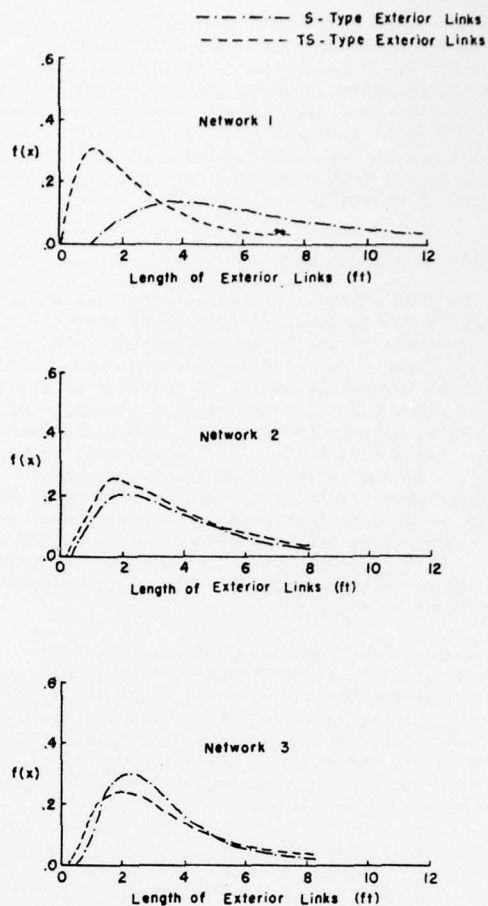 S-Type Exterior Links
TS-Type Exterior Links
.6
.4
f(x)
.2
.0
Network 1
0 2 4 6 8 10 12
Length of Exterior Links (ft)
.6
.4
f(x)
.2
.0
Network 2
0 2 4 6 8 10 12
Length of Exterior Links (ft)
.6
.4
f(x)
.2
.0
Network 3
0 2 4 6 8 10 12
Length of Exterior Links (ft)